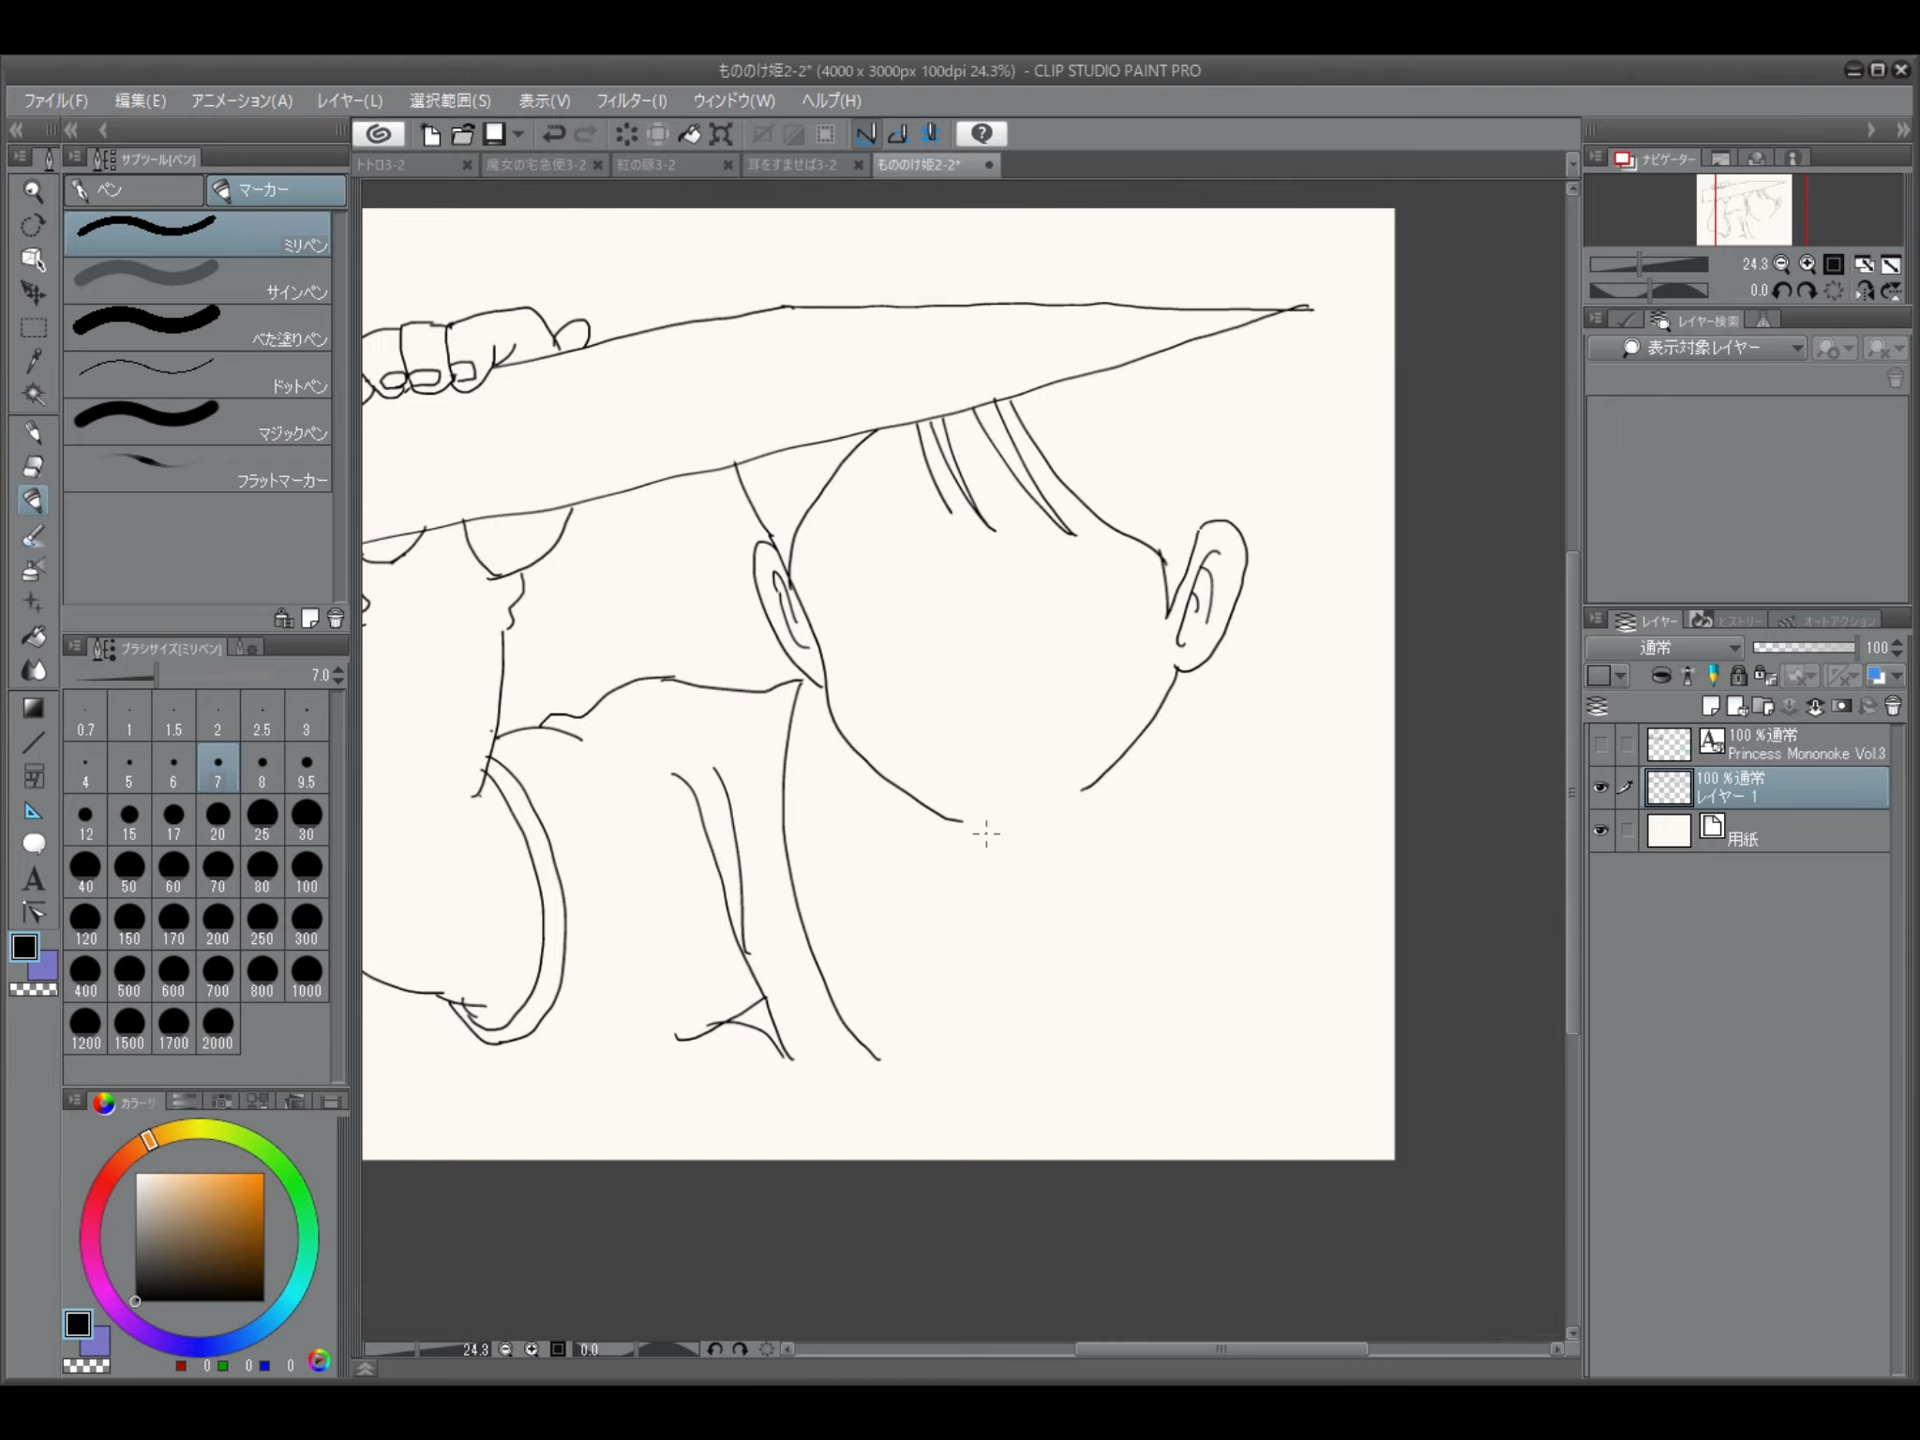 もののけ姫2-2* (4000 x 3000px 100dpi 24.3%)  - CLIP STUDIO PAINT PRO
ファイル(F) 編集(E) アニメーション(A) レイヤー(L) 選択範囲(S) 表示(V) フィルター(I) ウィンドウ(W) ヘルプ(H)
サブツール[ペン]
トトロ3-2 魔女の宅急便3-2 紅の豚3-2 耳をすませば3-2 もののけ姫2-2*
ナビゲーター
ペン マーカー
ミリペン
サインペン
べた塗りペン
ドットペン
マジックペン
フラットマーカー
24.3
0.0
レイヤー検索
表示対象レイヤー
ブラシサイズ[ミリペン]
7.0
0.7 1 1.5 2 2.5 3
4 5 6 7 8 9.5
12 15 17 20 25 30
40 50 60 70 80 100
120 150 170 200 250 300
400 500 600 700 800 1000
1200 1500 1700 2000
レイヤー ヒストリー オートアクション
通常 100
100 %通常
Princess Mononoke Vol.3
100 %通常
レイヤー 1
用紙
A
カラーサ
0 0 0
24.3 0.0